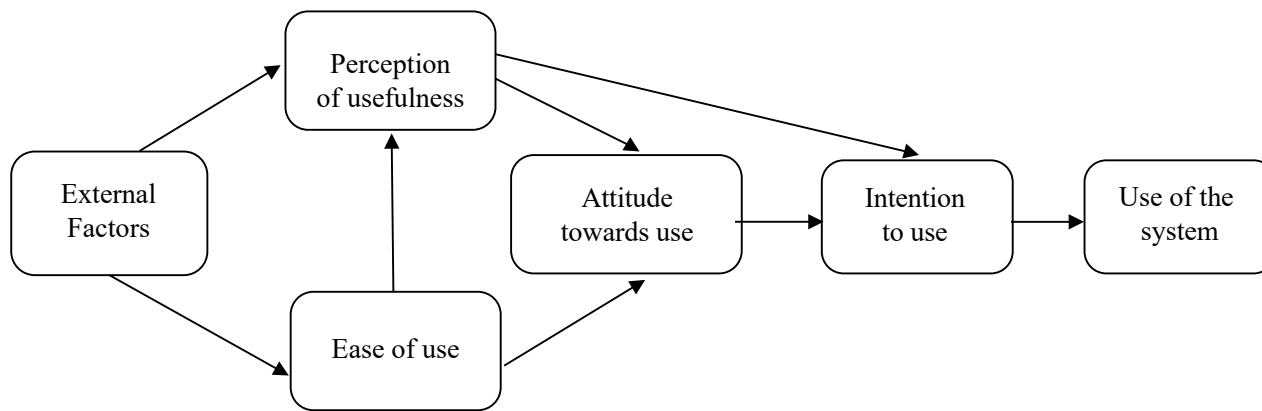 Perception
of usefulness
External
Factors
Ease of use
Attitude
towards use
Intention
to use
Use of the
system